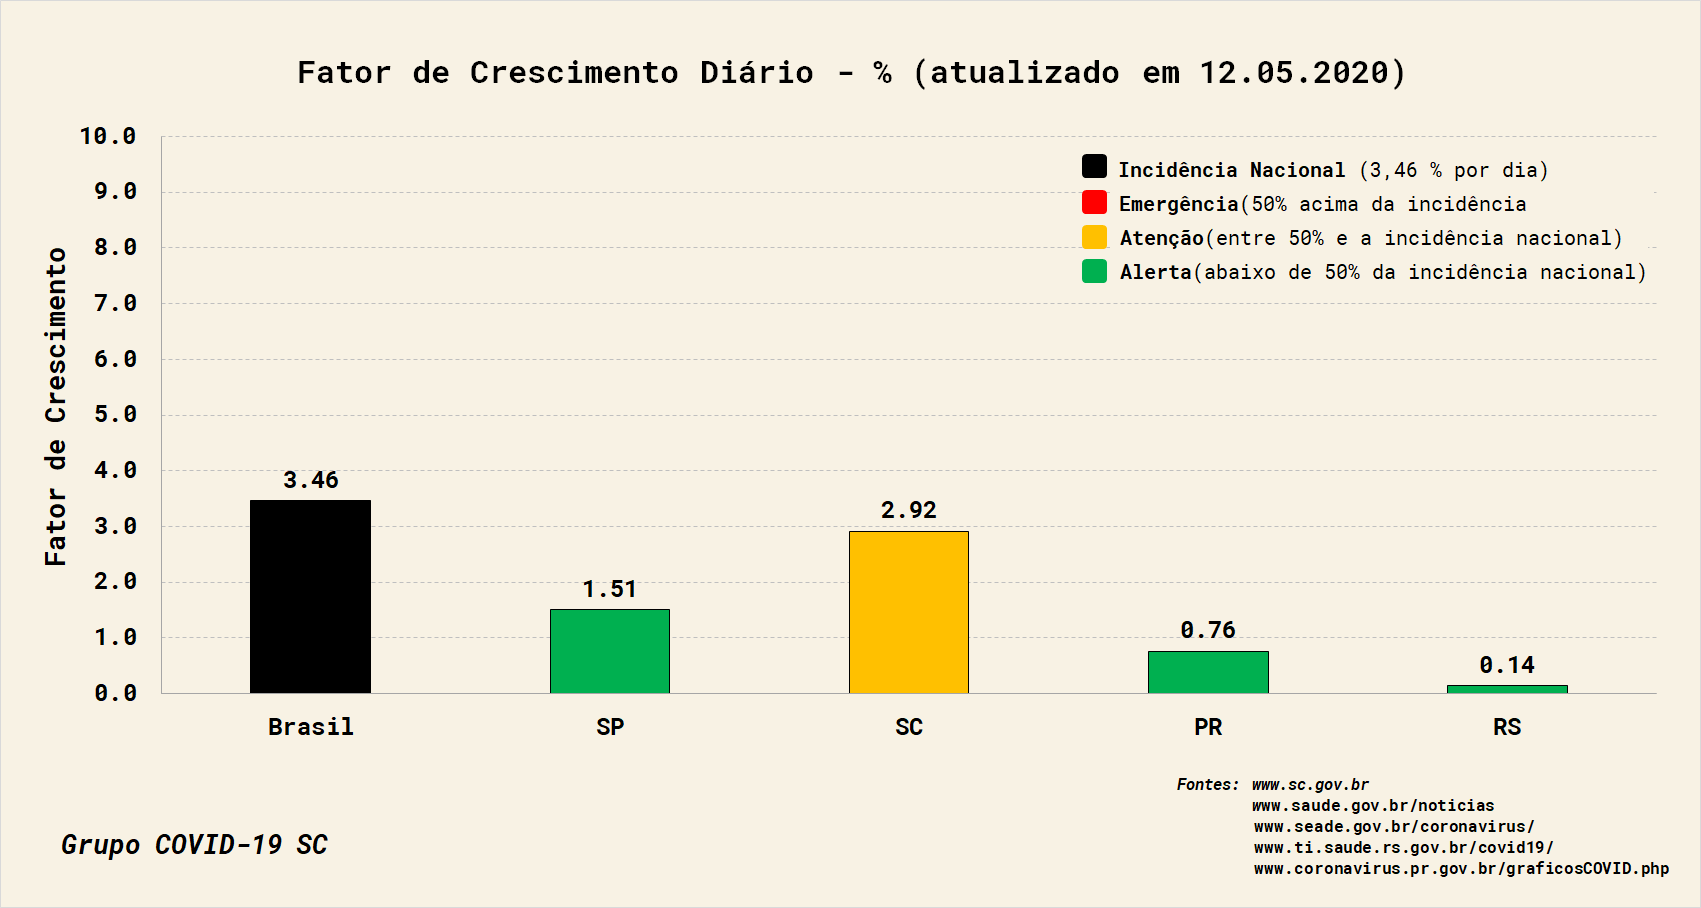 Fator de Crescimento Diário - % (atualizado em 12.05.2020)
10.0
9.0
8.0
7.0
6.0
5.0
4.0
3.0
2.0
1.0
0.0
Fator de Crescimento
Incidência Nacional (3,46 % por dia)
Emergência(50% acima da incidência
Atenção(entre 50% e a incidência nacional)
Alerta(abaixo de 50% da incidência nacional)
3.46
1.51
2.92
0.76
0.14
Brasil
SP
SC
PR
RS
Fontes: www.sc.gov.br
www.saude.gov.br/noticias
www.seade.gov.br/coronavirus/
www.ti.saude.rs.gov.br/covid19/
www.coronavirus.pr.gov.br/graficosCOVID.php
Grupo COVID-19 SC